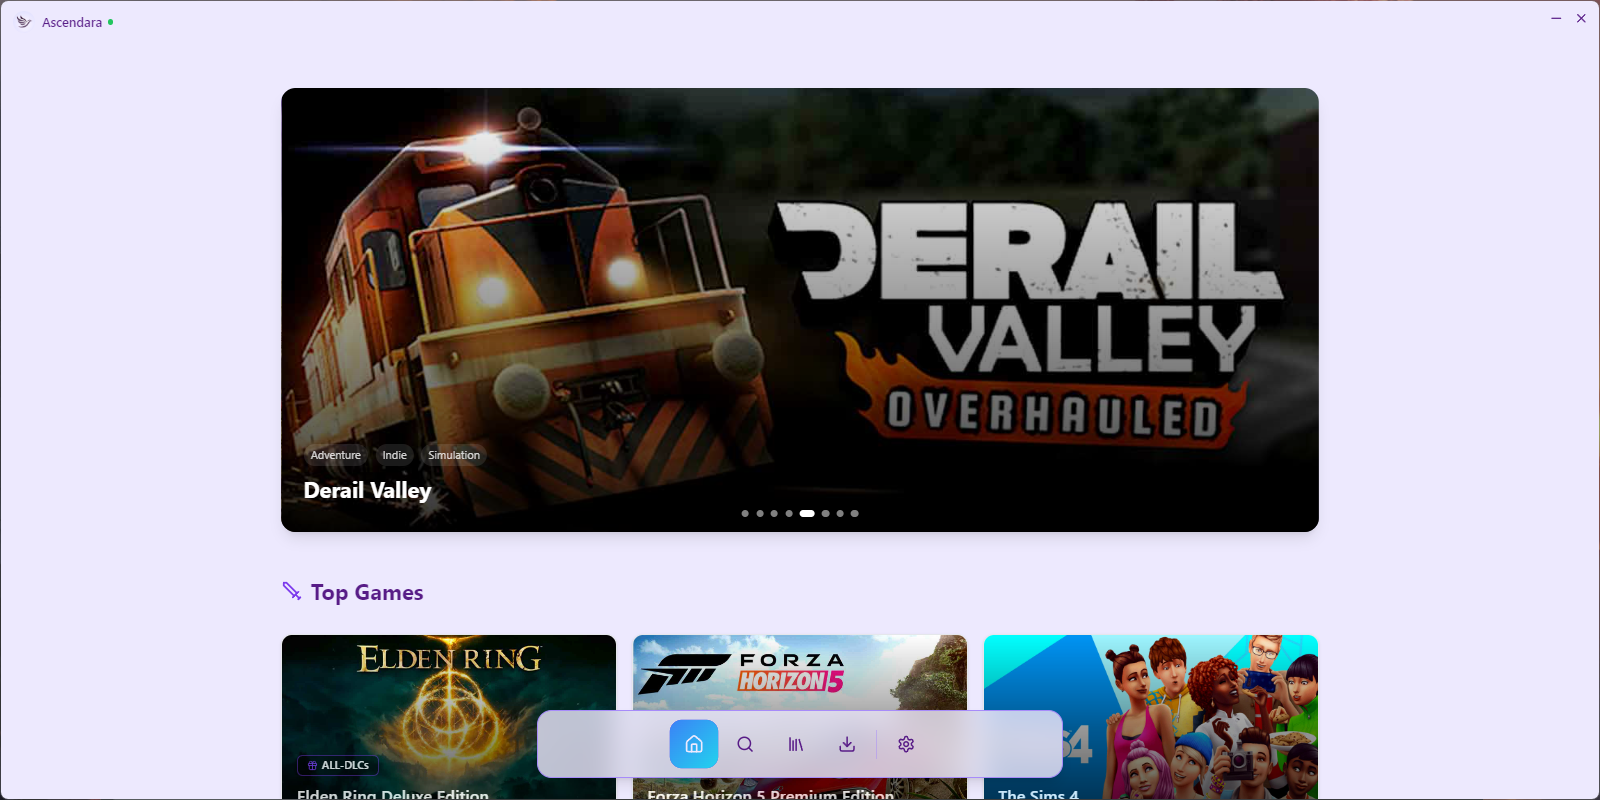 Ascendara
DERAIL
VALLEY
OVERHAULED
Adventure
Indie
Simulation
Derail Valley
Top Games
ELDEN RING
ALL-DLCs
Elden Ring Deluxe Edition
FORZA
HORIZON 5
Forza Horizon 5 Premium Edition
S4
The Sims 4